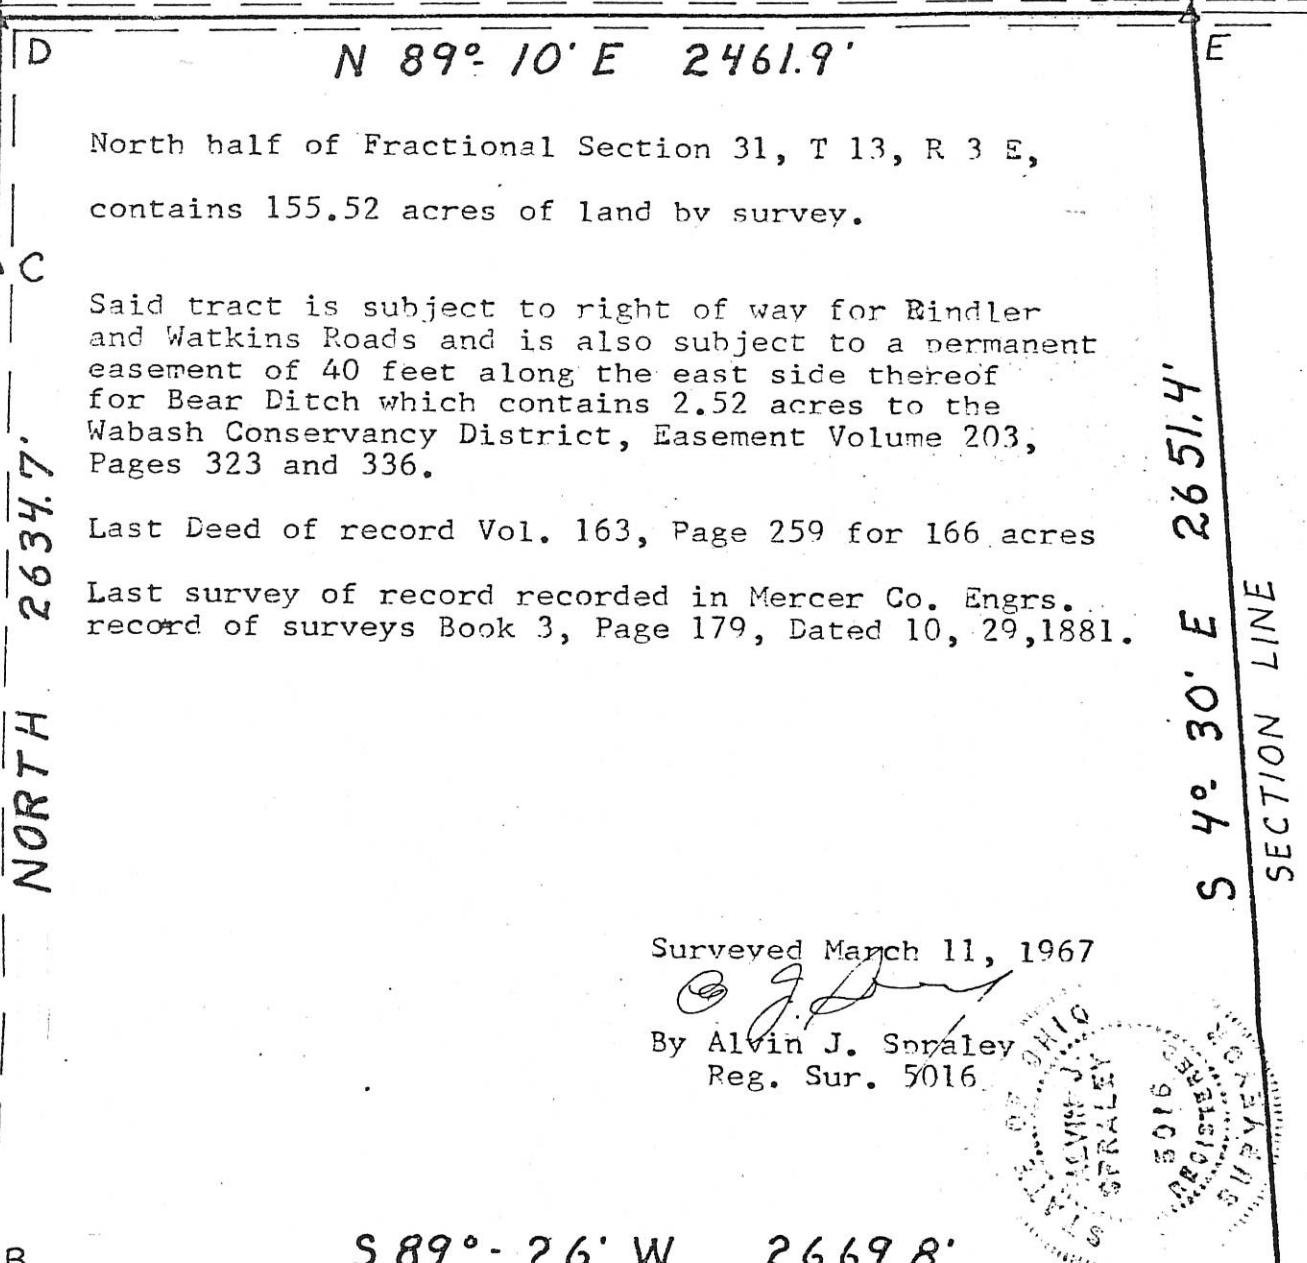 D
N 89º- 10' E 2461.9'
E
North half of Fractional Section 31, T 13, R 3 E,
contains 155.52 acres of land by survey.
C
Said tract is subject to right of way for Bindler
and Watkins Roads and is also subject to a permanent
easement of 40 feet along the east side thereof
for Bear Ditch which contains 2.52 acres to the
Wabash Conservancy District, Easement Volume 203,
Pages 323 and 336.
Last Deed of record Vol. 163, Page 259 for 166 acres
Last survey of record recorded in Mercer Co. Engrs.
record of surveys Book 3, Page 179, Dated 10, 29,1881.
NORTH 2634.7'
S 4º 30' E 2651.4'
SECTION LINE
Surveyed March 11, 1967
By Alvin J. Spraley
Reg. Sur. 5016
STATE OF OHIO
ALVIN J.
SPRALEY
5016
REGISTERED
SURVEYOR
B
S 89º- 26' W 2669.8'